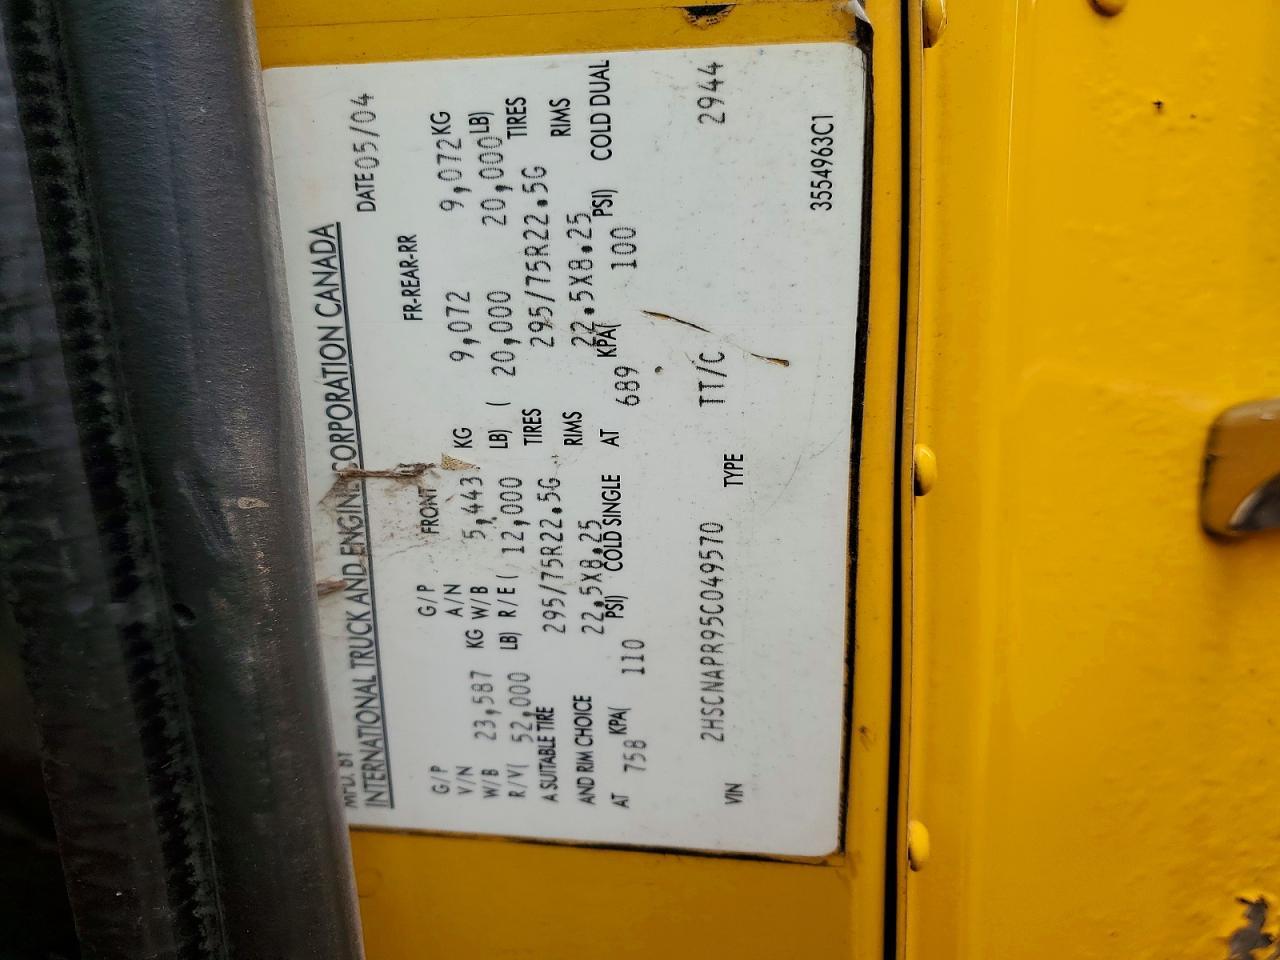 MFD. BY
INTERNATIONAL TRUCK AND ENGINE CORPORATION CANADA
DATE 05/04
G/P G/P FRONT FR-REAR-RR
V/N A/N
W/B 23,587 KG W/B 5,443 KG 9,072 9,072 KG
R/V( 52,000 LB) R/E( 12,000 LB) ( 20,000 20,000 LB)
A SUITABLE TIRE 295/75R22.5G TIRES 295/75R22.5G TIRES
AND RIM CHOICE 22.5X8.25 RIMS 22.5X8.25 RIMS
AT 758 KPA( 110 PSI) COLD SINGLE AT 689 KPA( 100 PSI) COLD DUAL
VIN 2HSCNAPR95C049570 TYPE TT/C 2944
3554963C1